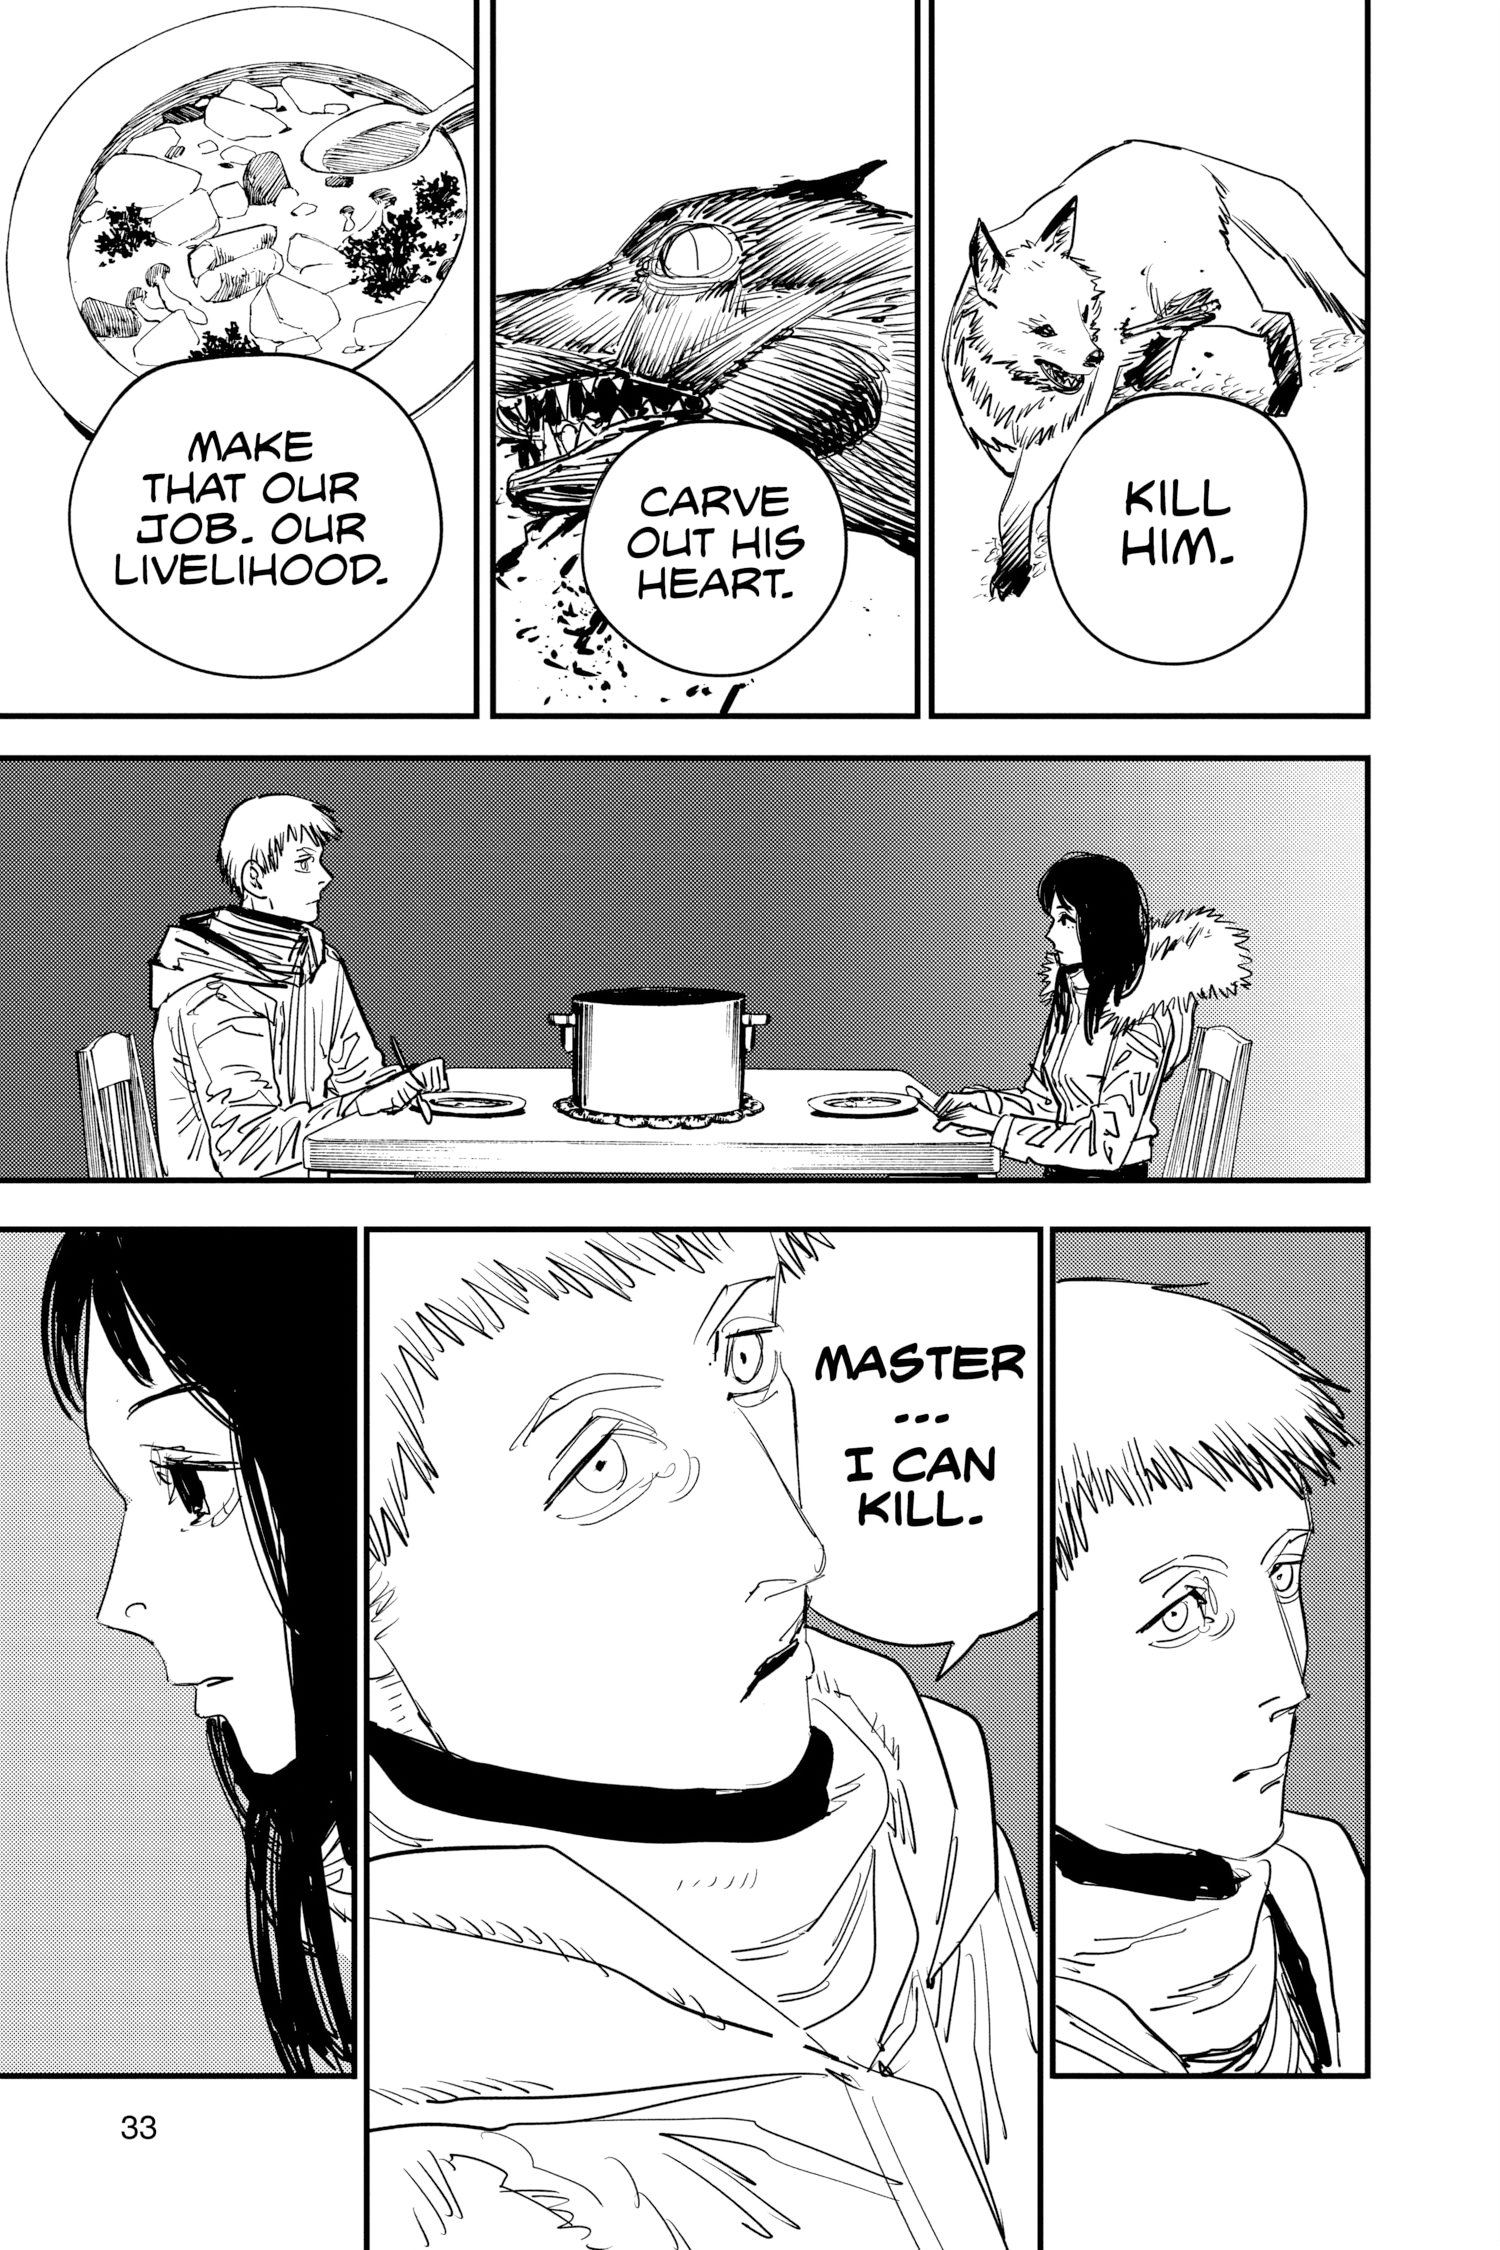 KILL
HIM.
CARVE
OUT HIS
HEART.
MAKE
THAT OUR
JOB. OUR
LIVELIHOOD.
MASTER
...
I CAN
KILL.
33